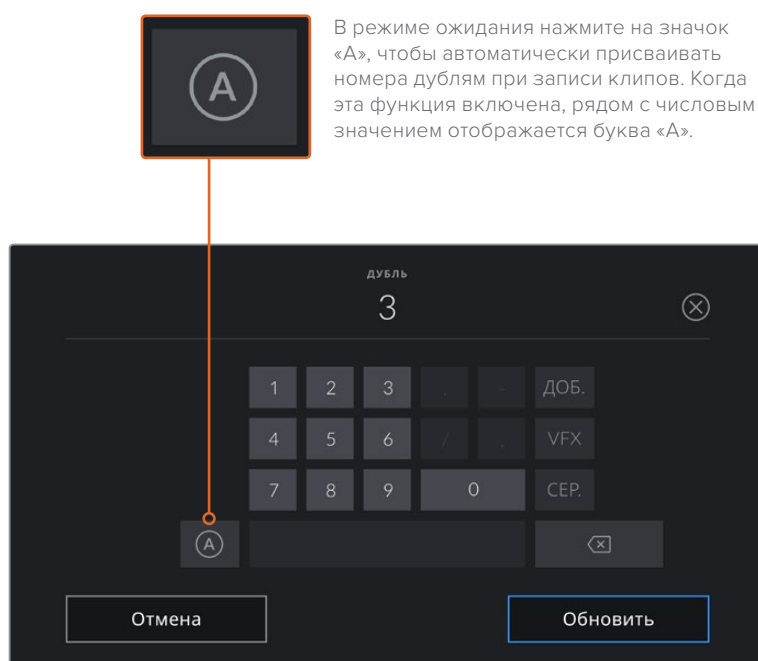 A
В режиме ожидания нажмите на значок
«А», чтобы автоматически присваивать
номера дублям при записи клипов. Когда
эта функция включена, рядом с числовым
значением отображается буква «А».
ДУБЛЬ
3
1 2 3 , - ДОБ.
4 5 6 / . VFX
7 8 9 0 СЕР.
A
Отмена Обновить